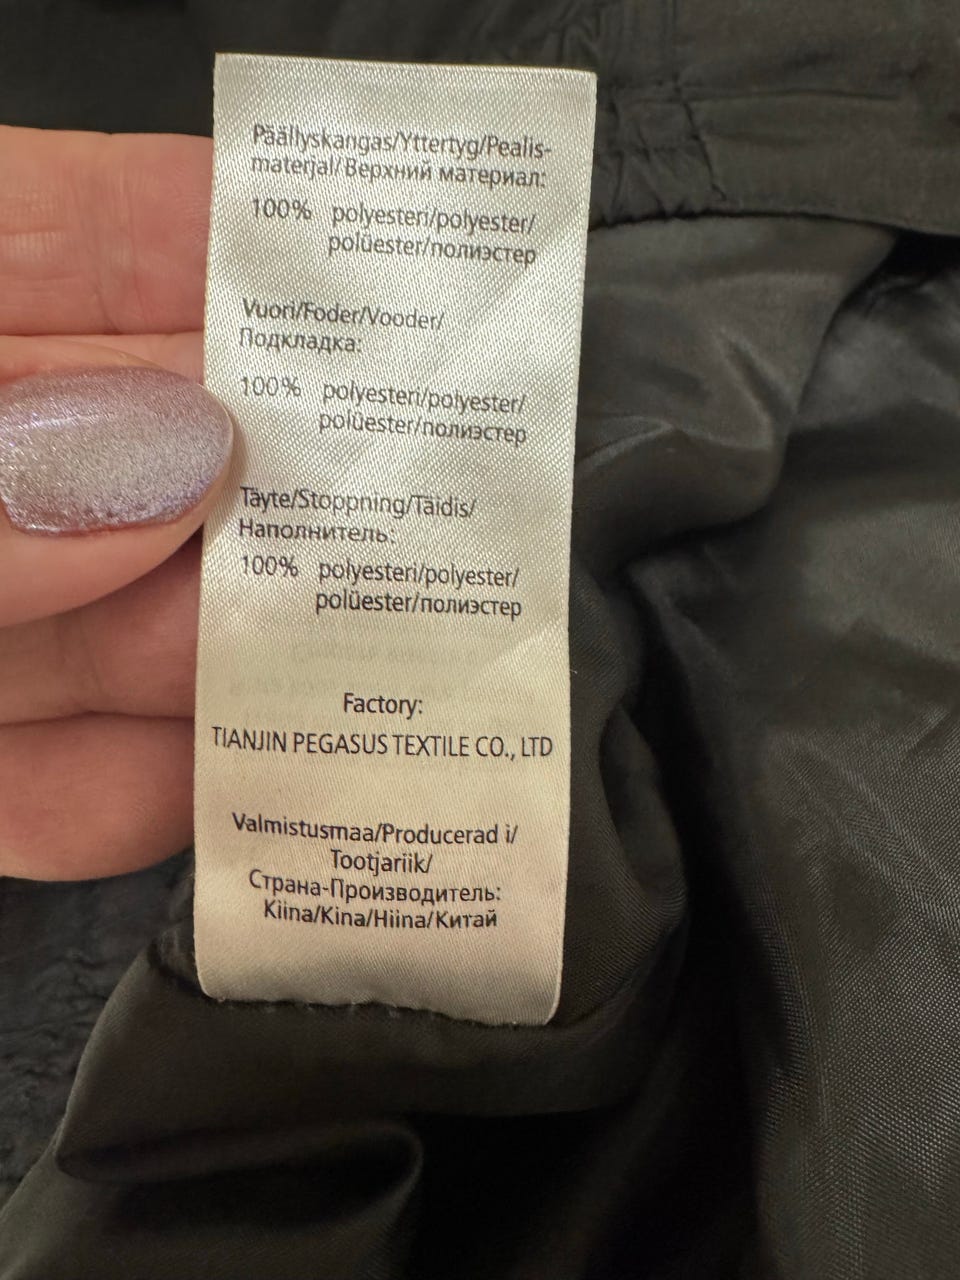 Päällyskangas/Yttertyg/Pealis-
materjal/Верхний материал:
100% polyesteri/polyester/
polüester/полиэстер
Vuori/Foder/Vooder/
Подкладка:
100% polyesteri/polyester/
polüester/полиэстер
Täyte/Stoppning/Täidis/
Наполнитель:
100% polyesteri/polyester/
polüester/полиэстер
Factory:
TIANJIN PEGASUS TEXTILE CO., LTD
Valmistusmaa/Producerad i/
Tootjariik/
Страна-Производитель:
Kiina/Kina/Hiina/Китай